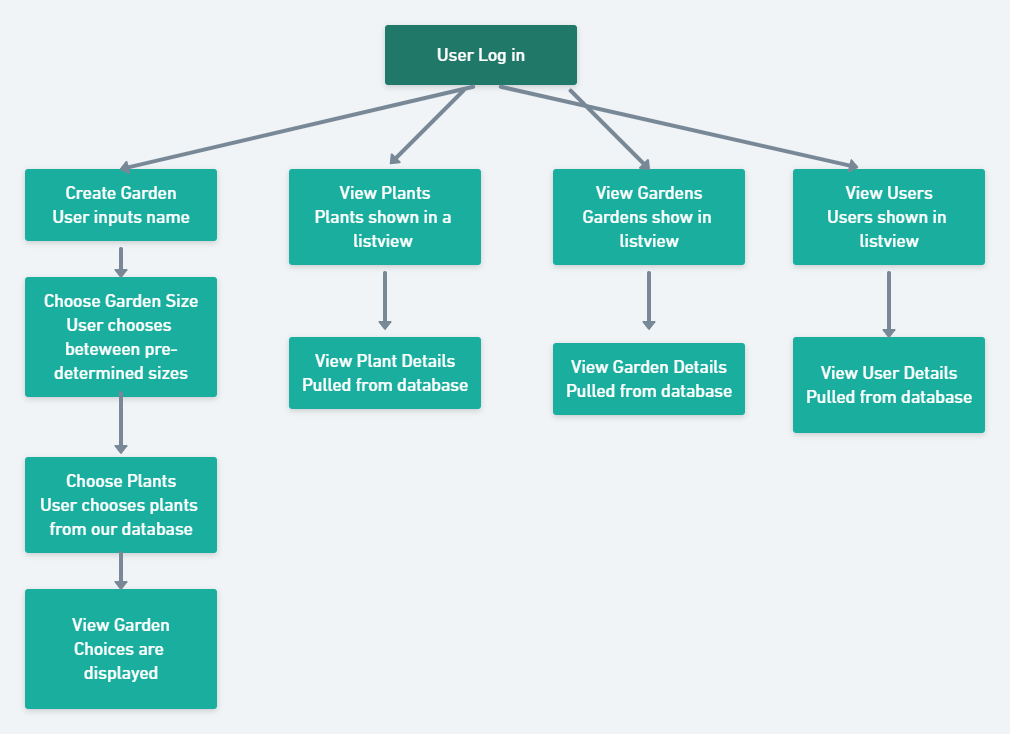 User Log in
Create Garden
User inputs name
View Plants
Plants shown in a
listview
View Gardens
Gardens show in
listview
View Users
Users shown in
listview
Choose Garden Size
User chooses
beteween pre-
determined sizes
View Plant Details
Pulled from database
View Garden Details
Pulled from database
View User Details
Pulled from database
Choose Plants
User chooses plants
from our database
View Garden
Choices are
displayed